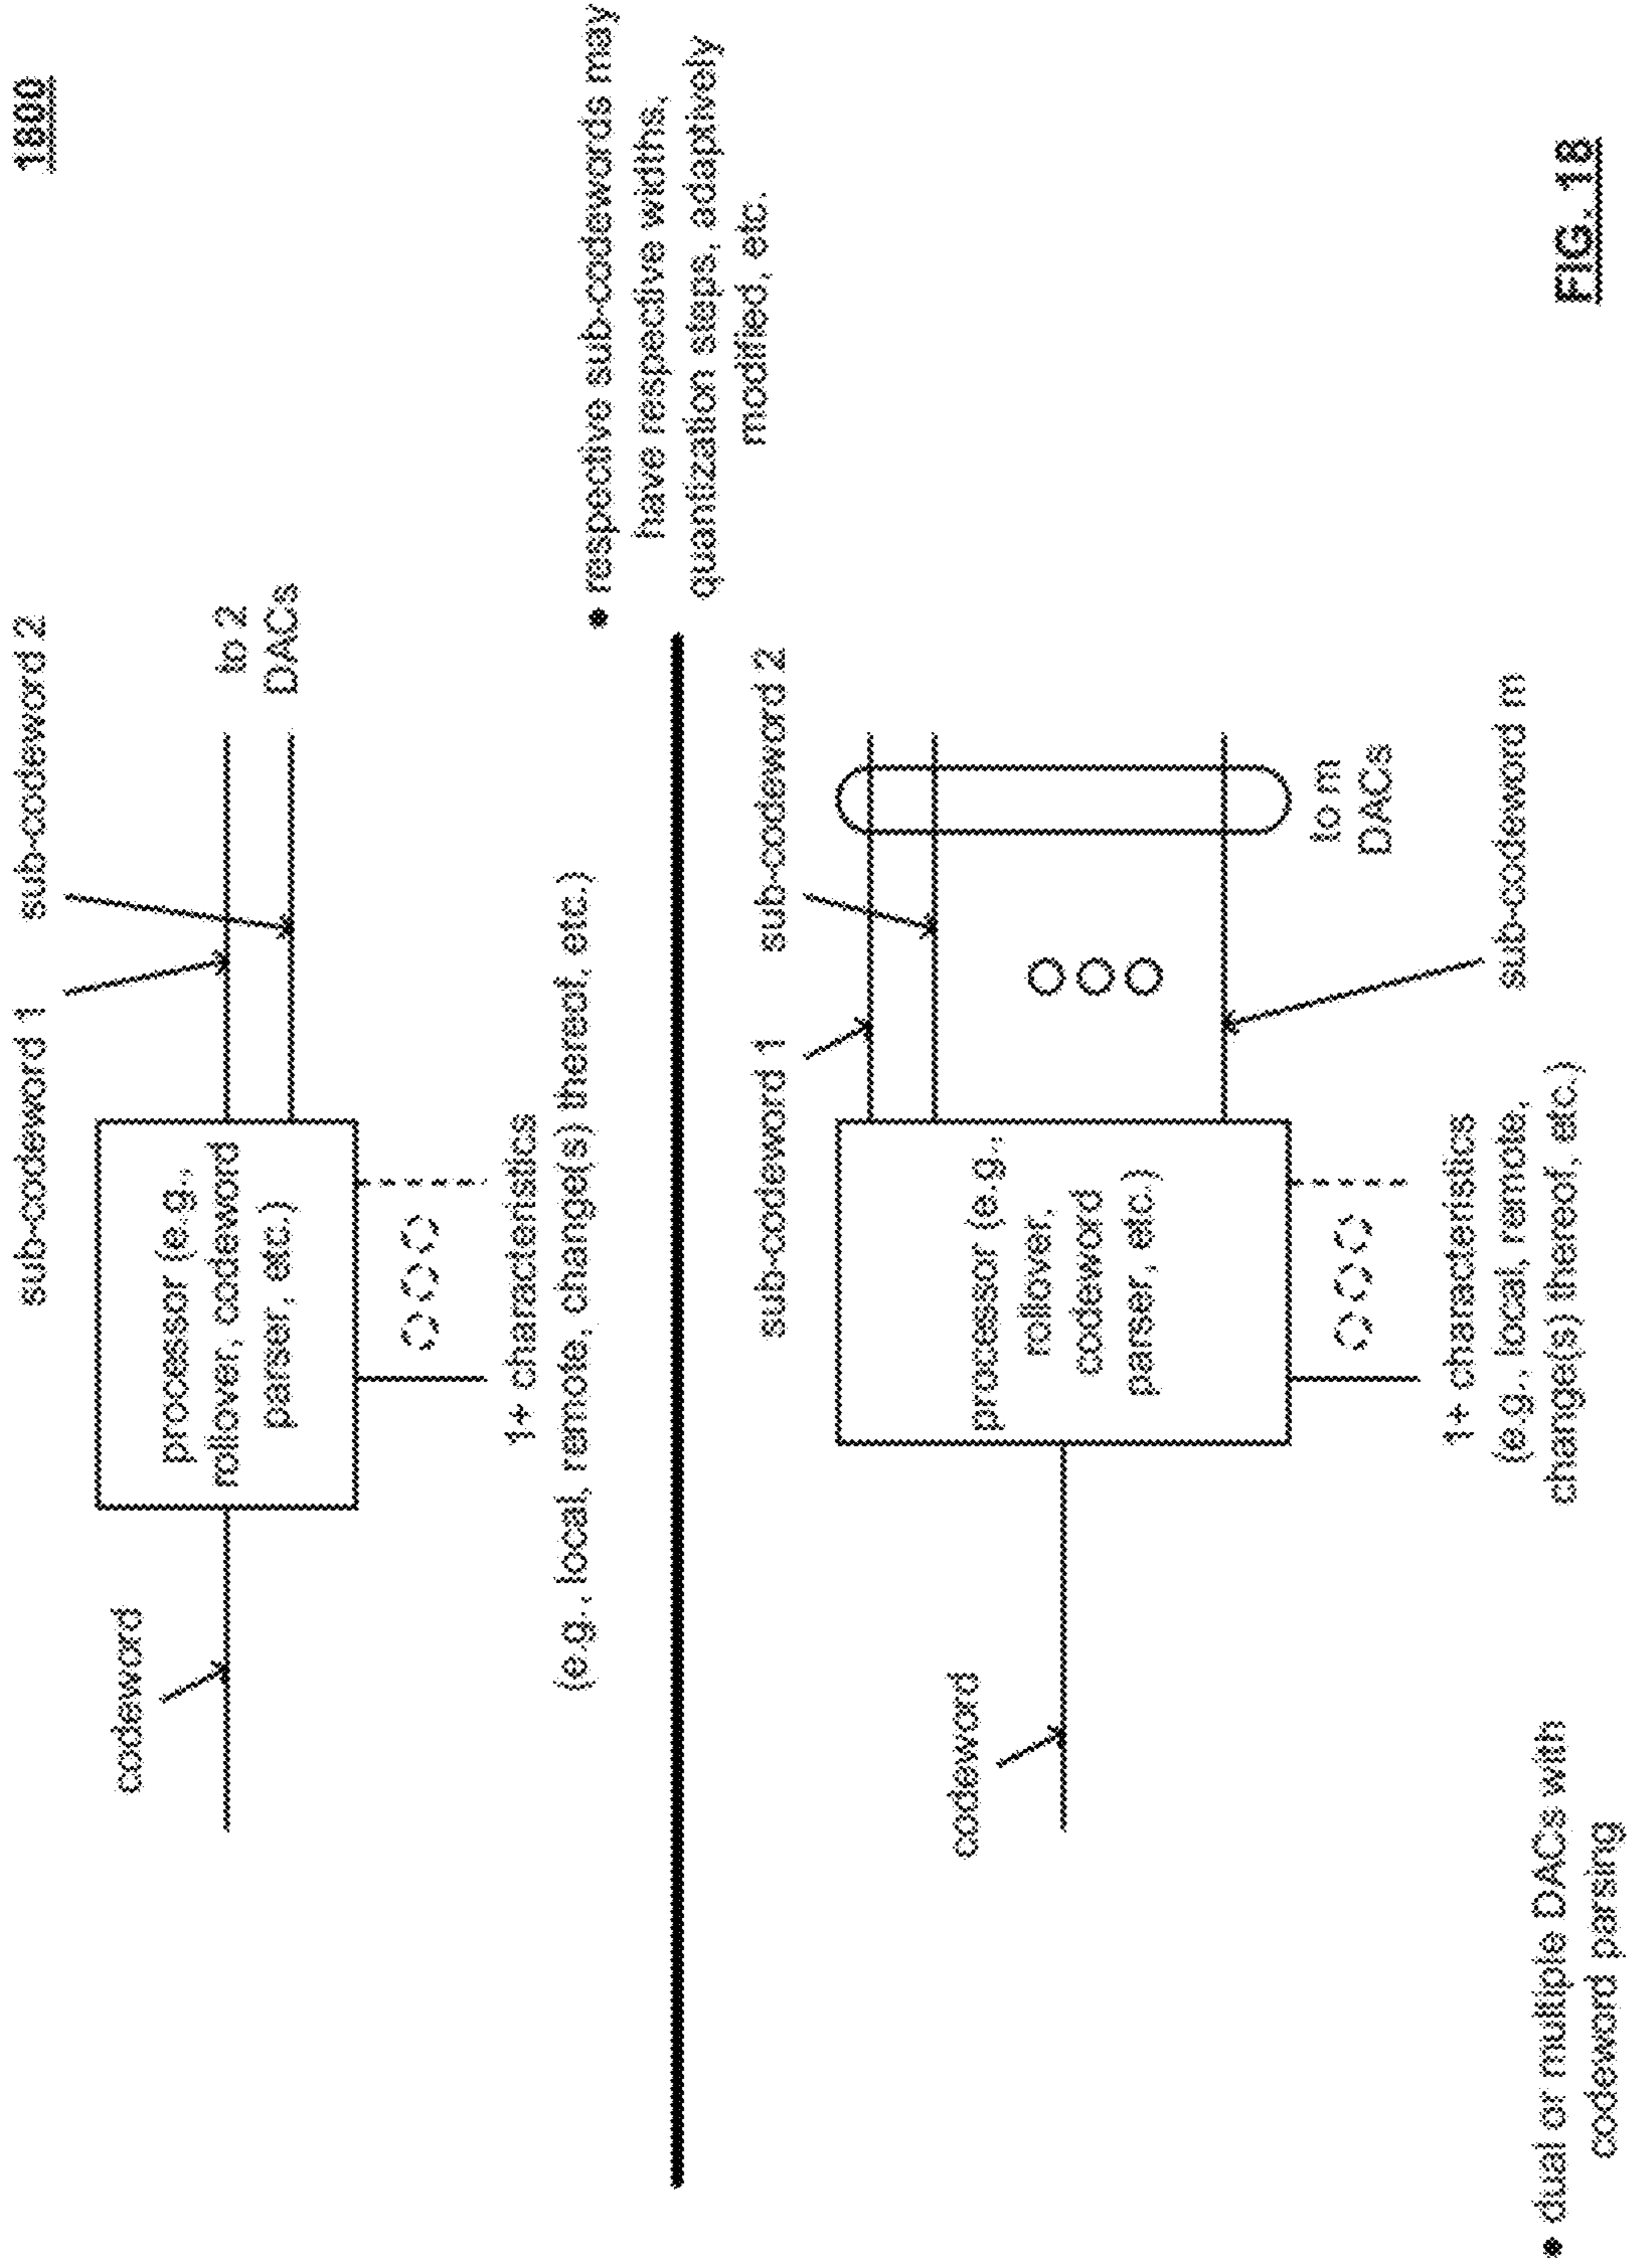 1800
sub-codeword 1
sub-codeword 2
codeword
processor (e.g.,
rollover, codeword
parser, etc.)
to 2
DACs
1+ characteristics
(e.g., local, remote, change(s) thereof, etc.)
• respective sub-codewords may
have respective widths,
quantization steps, adaptively
modified, etc.
sub-codeword 1
sub-codeword 2
codeword
processor (e.g.,
rollover,
codeword
parser, etc.)
to m
DACs
sub-codeword m
1+ characteristics
(e.g., local, remote,
change(s) thereof, etc.)
• dual or multiple DACs with
codeword parsing
FIG. 18